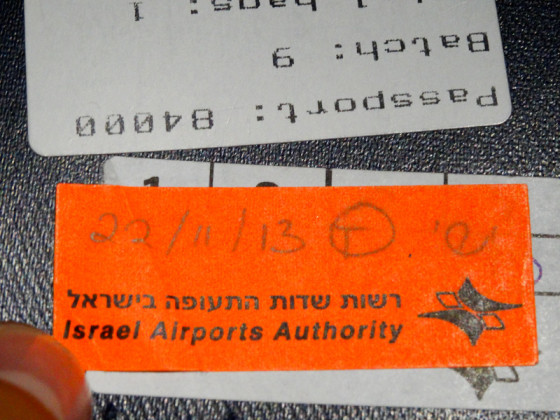 Passport: 84000
Batch: 9
bags: 1
22/11/13 T
רשות שדות התעופה בישראל
Israel Airports Authority